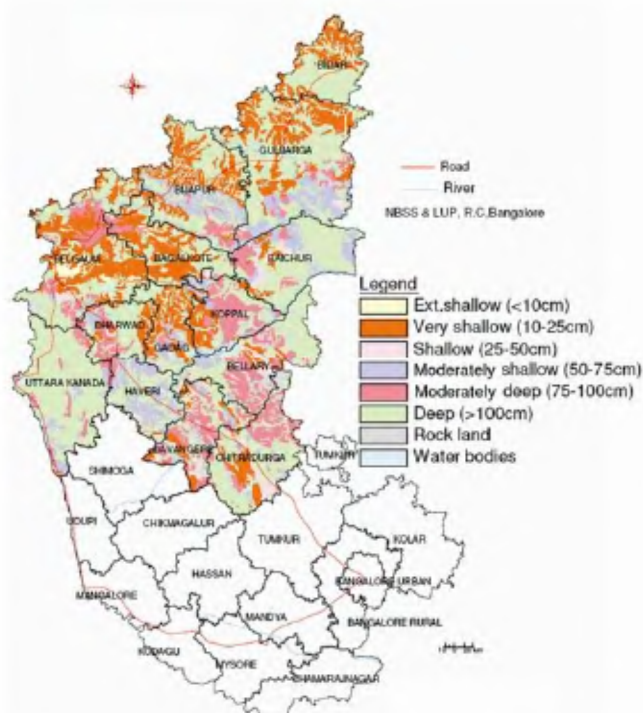 BIDAR
GULBARGA
Road
BIJAPUR
River
NBSS & LUP, R.C.Bangalore
BELGAUM
BAGALKOTE
RAICHUR
Legend
Ext.shallow (<10cm)
KOPPAL
Very shallow (10-25cm)
DHARWAD
GADAG
Shallow (25-50cm)
BELLARY
Moderately shallow (50-75cm)
UTTARA KANADA
HAVERI
Moderately deep (75-100cm)
Deep (>100cm)
DAVANGERE
Rock land
CHITRADURGA
TUMKUR
Water bodies
SHIMOGA
UDUPI
CHIKMAGALUR
TUMKUR
KOLAR
HASSAN
BANGALORE URBAN
MANGALORE
MANDYA
BANGALORE RURAL
KODAGU
MYSORE
CHAMARAJNAGAR